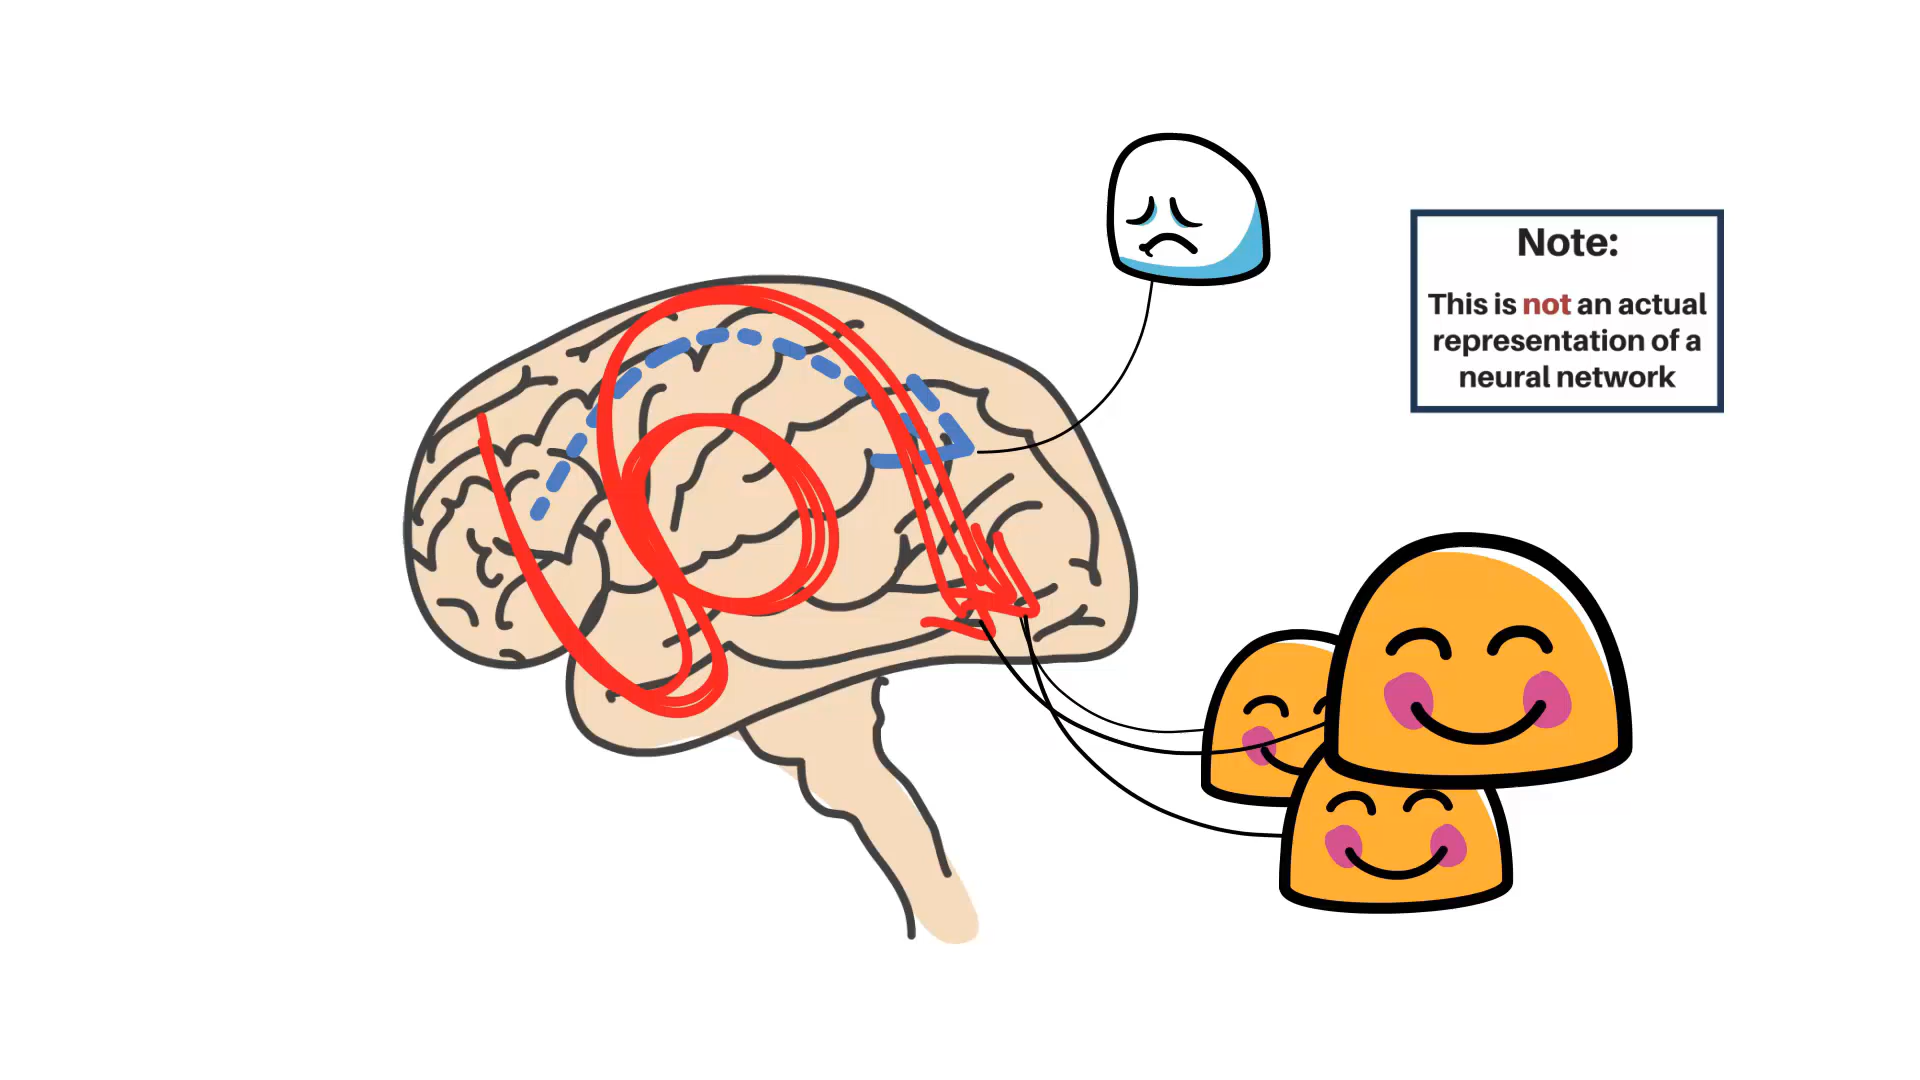 Note:
This is not an actual
representation of a
neural network